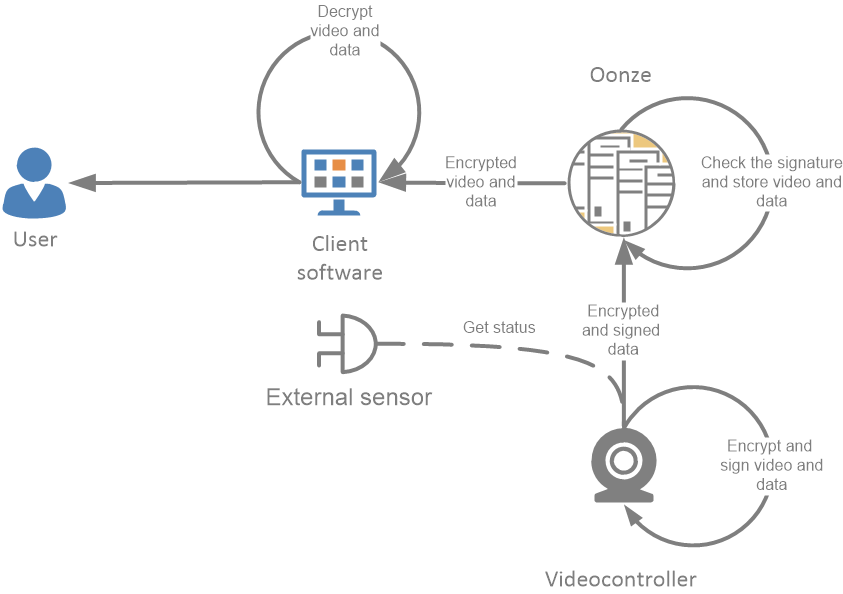 Decrypt
video and
data
Oonze
Encrypted
video and
data
Check the signature
and store video and
data
User
Client
software
Get status
Encrypted
and signed
data
External sensor
Encrypt and
sign video and
data
Videocontroller